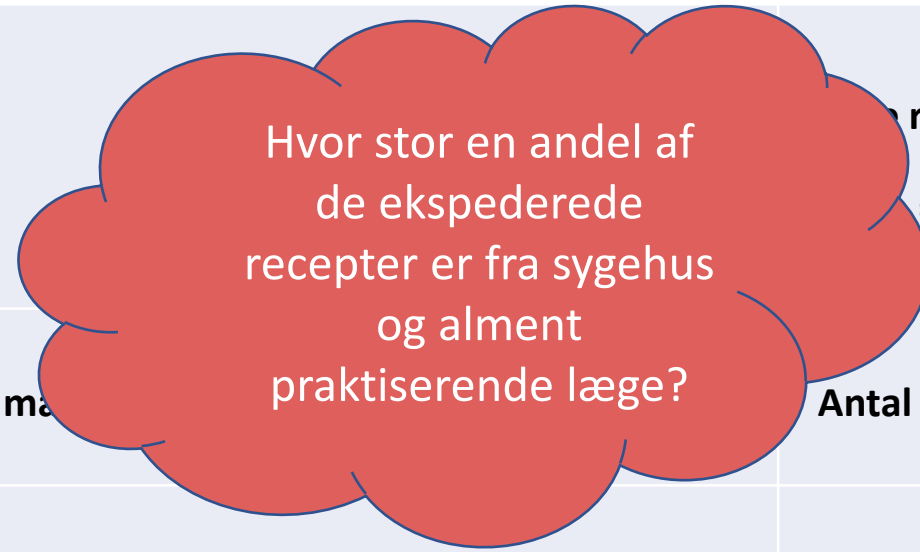 Hvor stor en andel af
de ekspederede
recepter er fra sygehus
og alment
praktiserende læge?
Antal